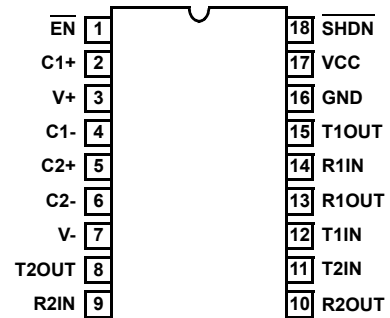 EN 1 18 SHDN
C1+ 2 17 VCC
V+ 3 16 GND
C1- 4 15 T1OUT
C2+ 5 14 R1IN
C2- 6 13 R1OUT
V- 7 12 T1IN
T2OUT 8 11 T2IN
R2IN 9 10 R2OUT